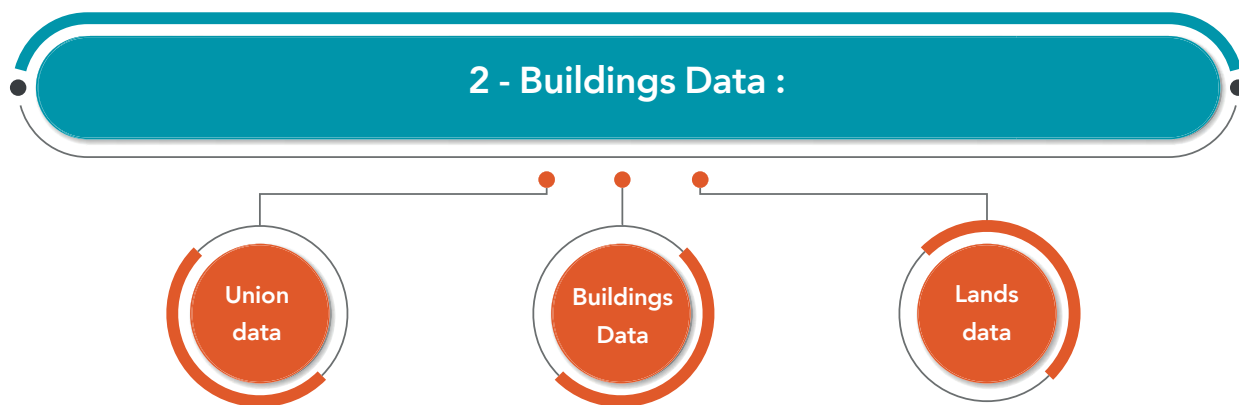 2 - Buildings Data :
Union
data
Buildings
Data
Lands
data